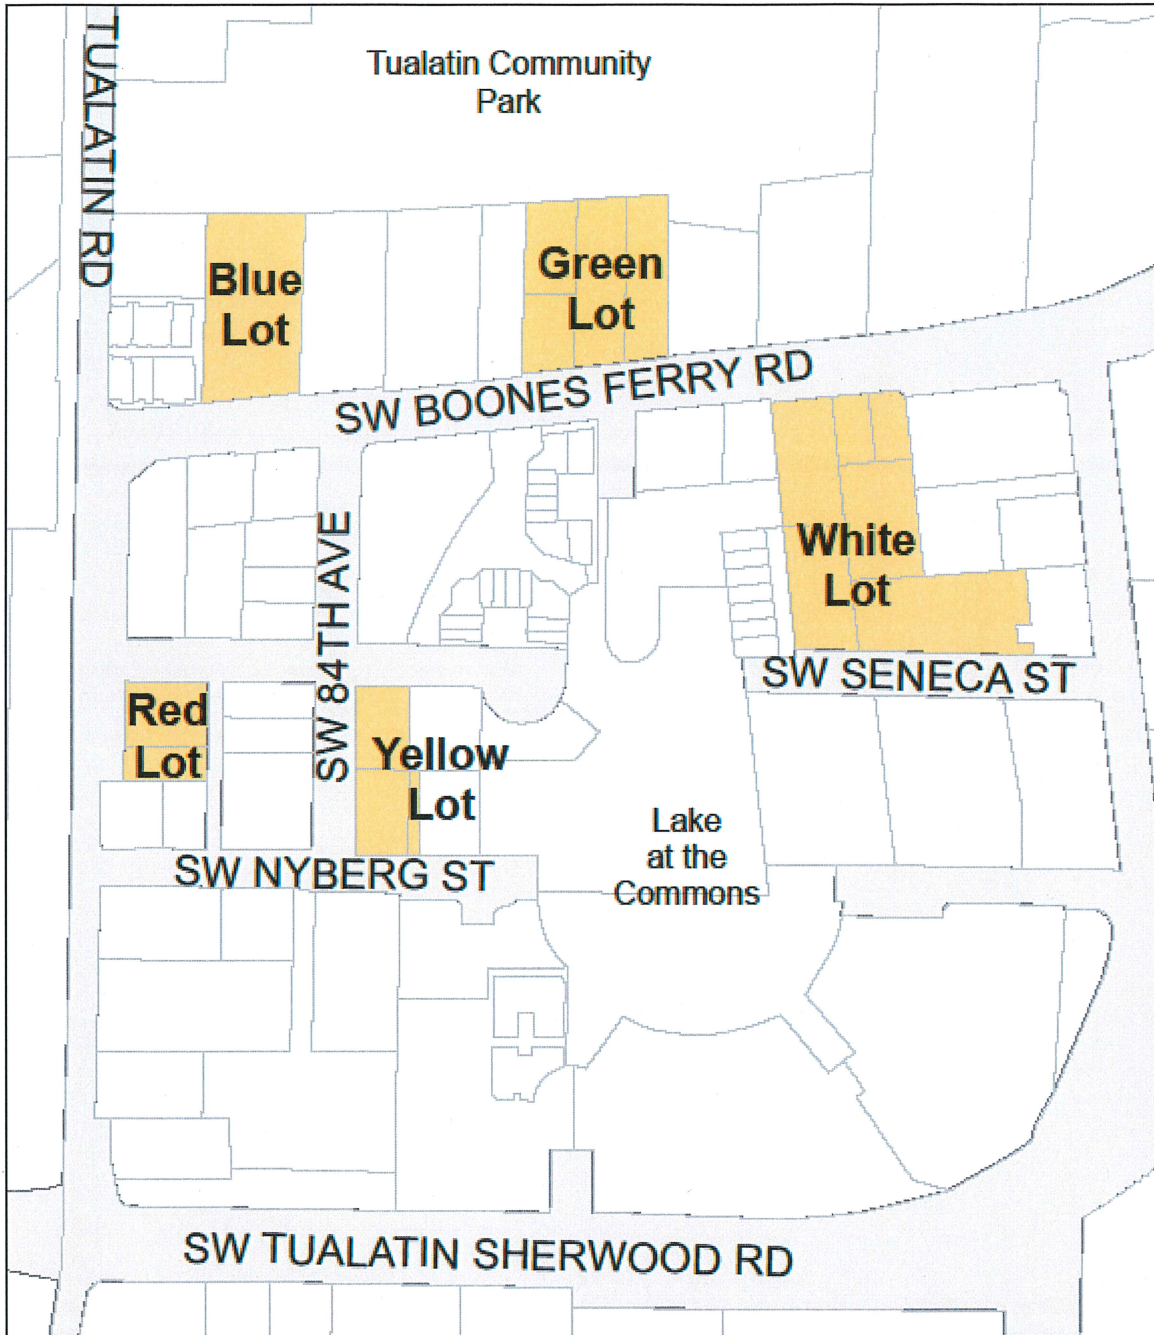 TUALATIN RD
Tualatin Community
Park
Blue
Lot
Green
Lot
SW BOONES FERRY RD
White
Lot
SW 84TH AVE
SW SENECA ST
Red
Lot
Yellow
Lot
Lake
at the
Commons
SW NYBERG ST
SW TUALATIN SHERWOOD RD